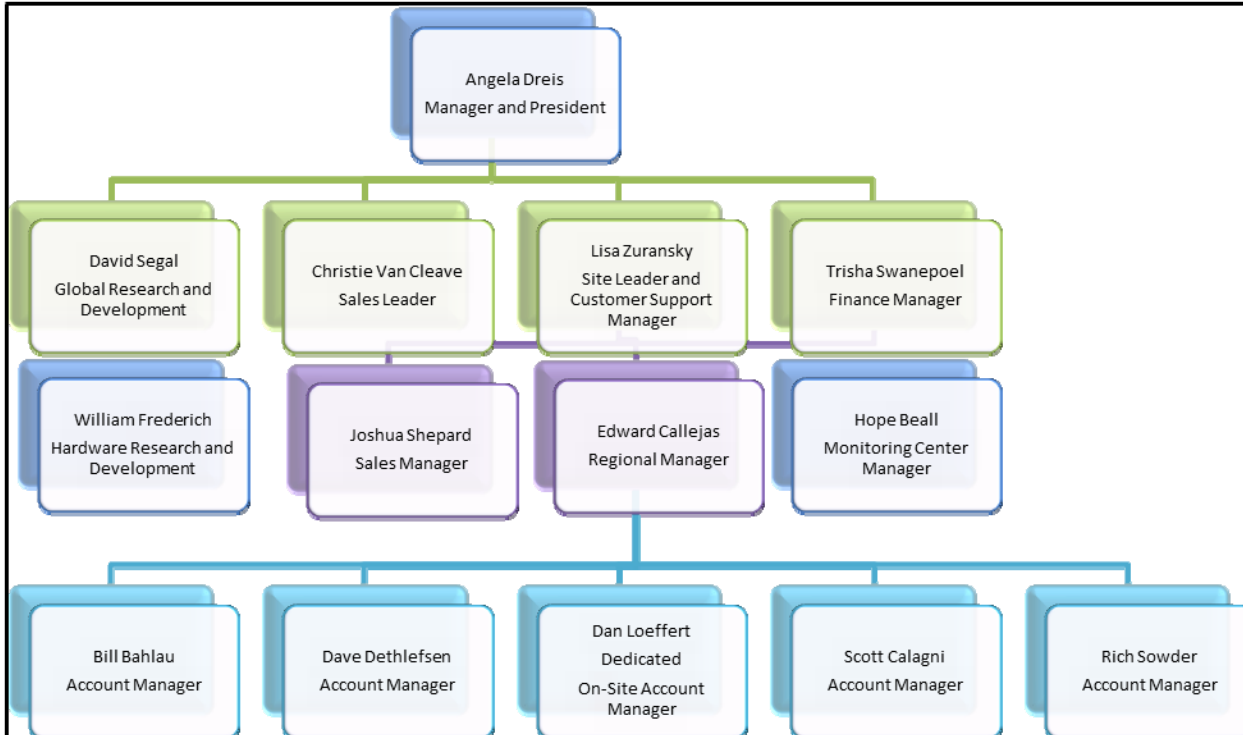 Angela Dreis
Manager and President
David Segal
Global Research and
Development
Christie Van Cleave
Sales Leader
Lisa Zuransky
Site Leader and
Customer Support
Manager
Trisha Swanepoel
Finance Manager
William Frederich
Hardware Research and
Development
Joshua Shepard
Sales Manager
Edward Callejas
Regional Manager
Hope Beall
Monitoring Center
Manager
Bill Bahlau
Account Manager
Dave Dethlefsen
Account Manager
Dan Loeffert
Dedicated
On-Site Account
Manager
Scott Calagni
Account Manager
Rich Sowder
Account Manager